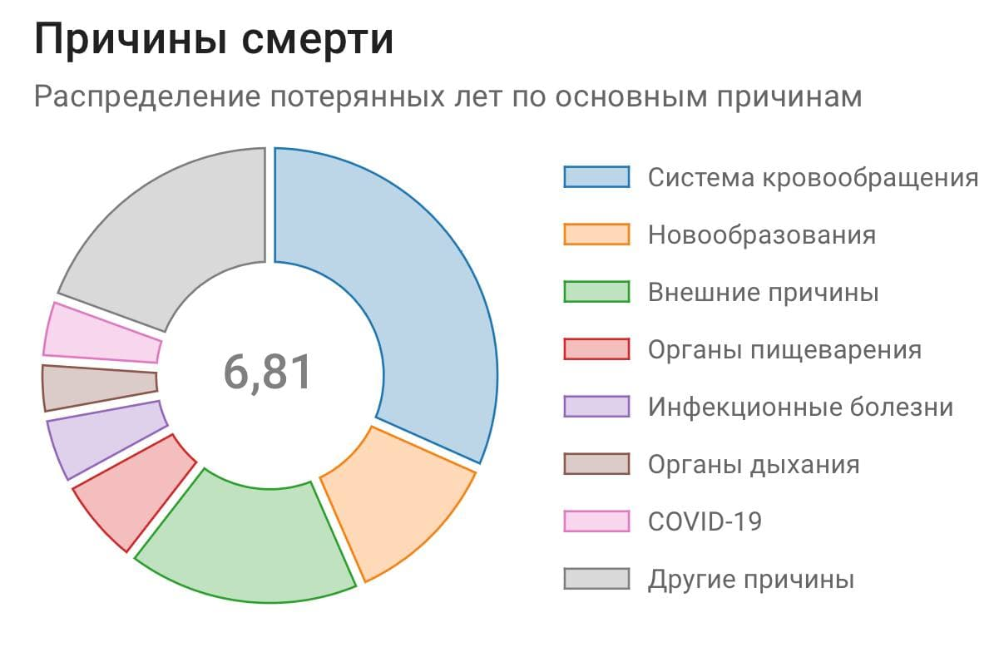 Причины смерти
Распределение потерянных лет по основным причинам
6,81
Система кровообращения
Новообразования
Внешние причины
Органы пищеварения
Инфекционные болезни
Органы дыхания
COVID-19
Другие причины